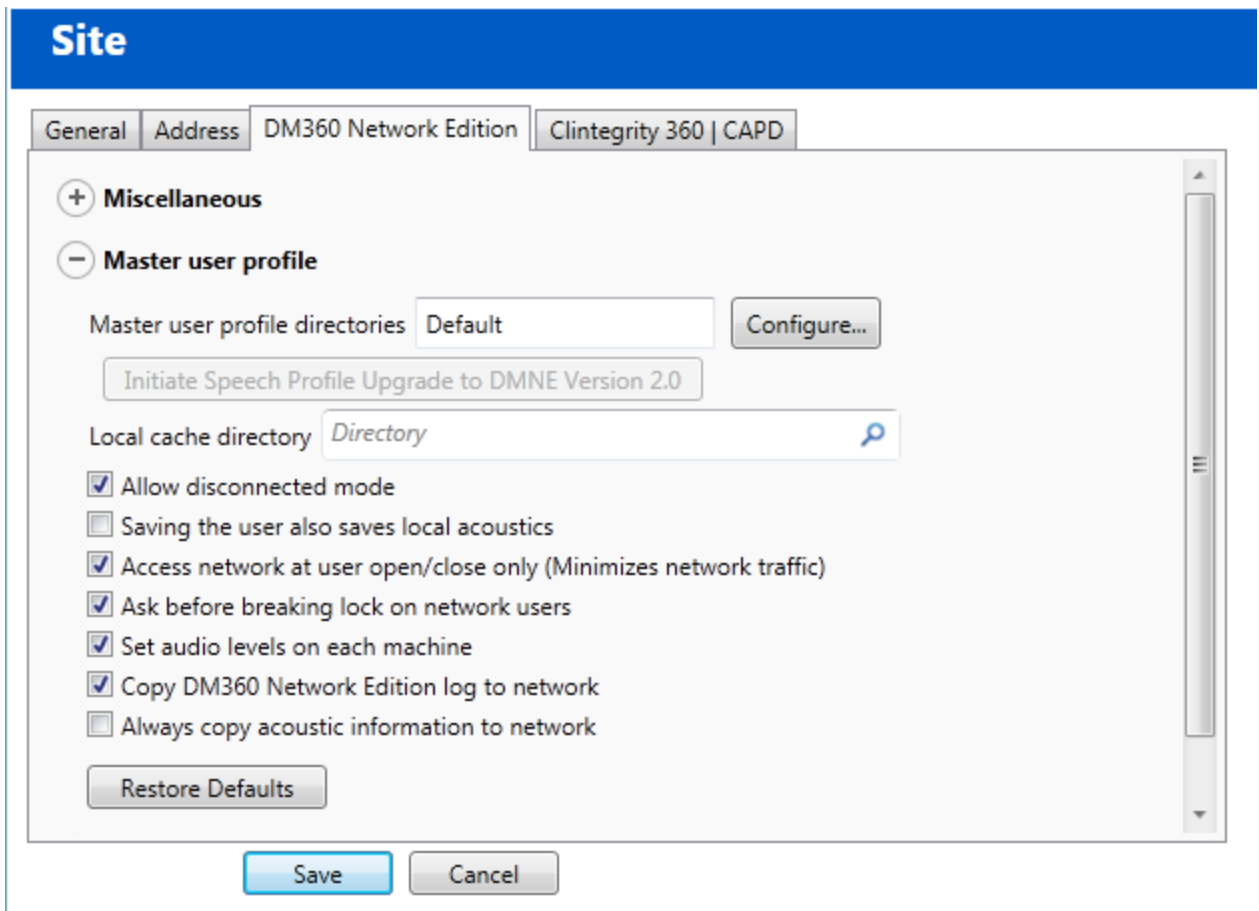 Site
General Address DM360 Network Edition Clintegrity 360 | CAPD
Miscellaneous
Master user profile
Master user profile directories Default Configure...
Initiate Speech Profile Upgrade to DMNE Version 2.0
Local cache directory Directory
Allow disconnected mode
Saving the user also saves local acoustics
Access network at user open/close only (Minimizes network traffic)
Ask before breaking lock on network users
Set audio levels on each machine
Copy DM360 Network Edition log to network
Always copy acoustic information to network
Restore Defaults
Save Cancel